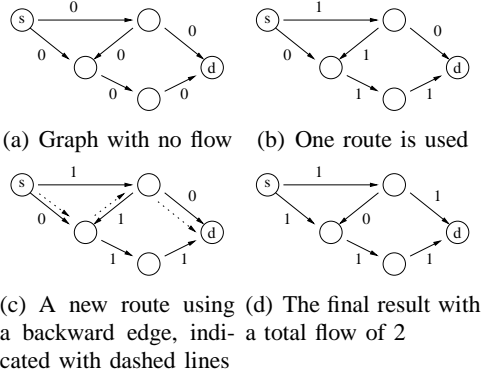 s 0 0 0 0 0 0 d
s 1 0 0 1 1 1 d
(a) Graph with no flow
(b) One route is used
s 1 0 0 1 1 1 d
s 1 1 1 0 1 1 d
(c) A new route using
a backward edge, indi-
cated with dashed lines
(d) The final result with
a total flow of 2